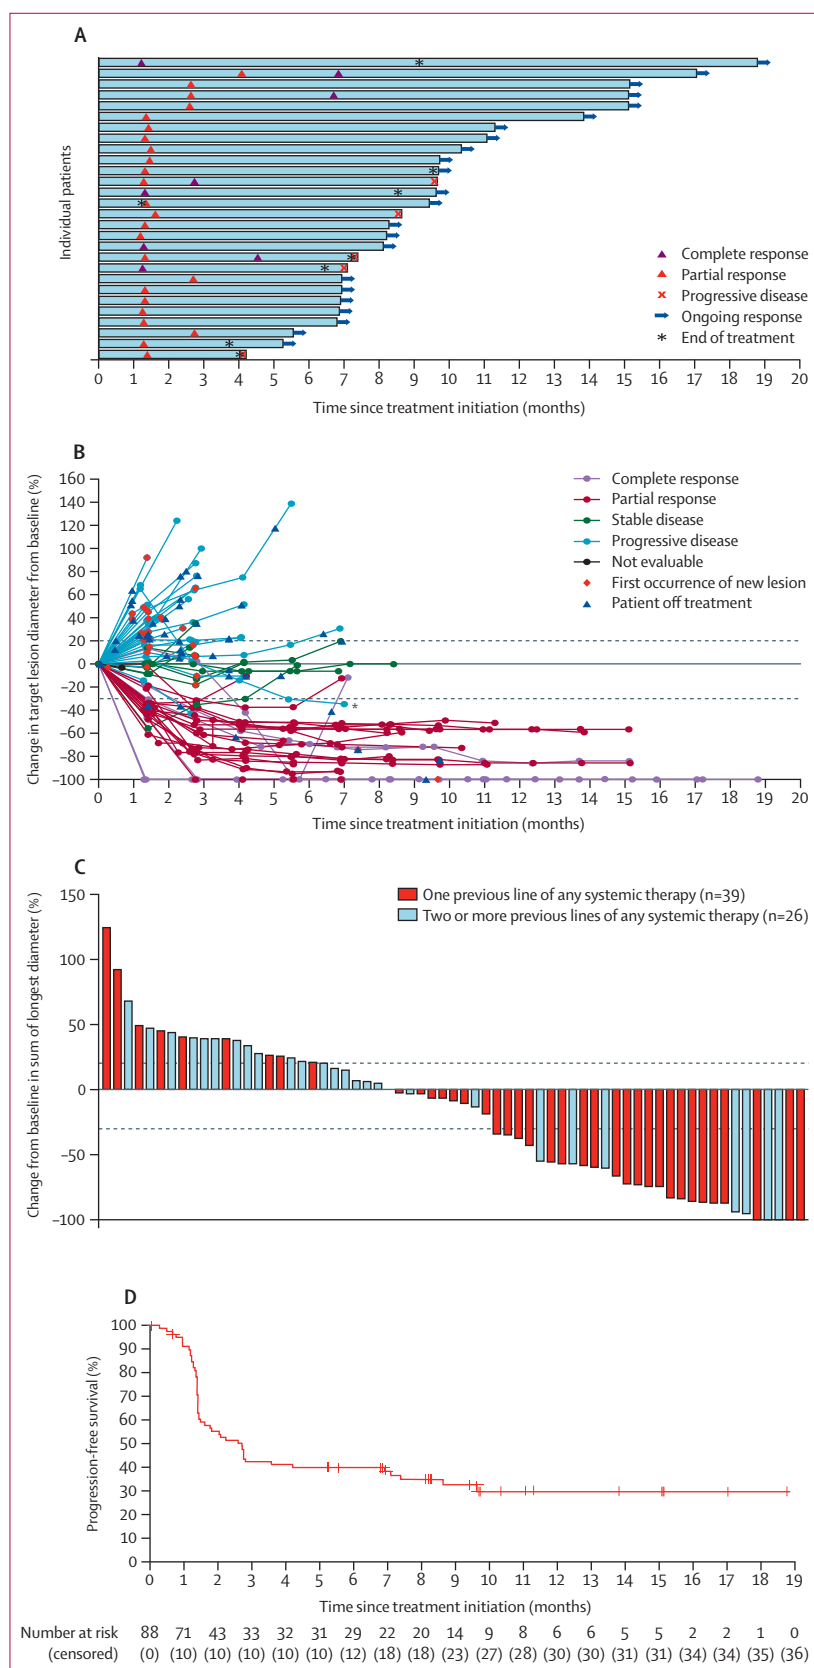 A
Individual patients
Complete response
Partial response
Progressive disease
Ongoing response
End of treatment
0 1 2 3 4 5 6 7 8 9 10 11 12 13 14 15 16 17 18 19 20
Time since treatment initiation (months)
B
Change in target lesion diameter from baseline (%)
160
140
120
100
80
60
40
20
0
−20
−40
−60
−80
−100
Complete response
Partial response
Stable disease
Progressive disease
Not evaluable
First occurrence of new lesion
Patient off treatment
*
0 1 2 3 4 5 6 7 8 9 10 11 12 13 14 15 16 17 18 19 20
Time since treatment initiation (months)
C
Change from baseline in sum of longest diameter (%)
150
100
50
0
−50
−100
One previous line of any systemic therapy (n=39)
Two or more previous lines of any systemic therapy (n=26)
D
Progression-free survival (%)
100
90
80
70
60
50
40
30
20
10
0
0 1 2 3 4 5 6 7 8 9 10 11 12 13 14 15 16 17 18 19
Time since treatment initiation (months)
Number at risk 88 71 43 33 32 31 29 22 20 14 9 8 6 6 5 5 2 2 1 0
(censored) (0) (10) (10) (10) (10) (10) (12) (18) (18) (23) (27) (28) (30) (30) (31) (31) (34) (34) (35) (36)